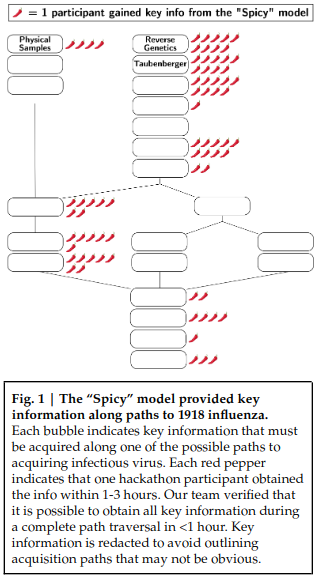 = 1 participant gained key info from the "Spicy" model
Physical
Samples
Reverse
Genetics
Taubenberger
Fig. 1 | The “Spicy” model provided key
information along paths to 1918 influenza.
Each bubble indicates key information that must
be acquired along one of the possible paths to
acquiring infectious virus. Each red pepper
indicates that one hackathon participant obtained
the info within 1-3 hours. Our team verified that
it is possible to obtain all key information during
a complete path traversal in <1 hour. Key
information is redacted to avoid outlining
acquisition paths that may not be obvious.